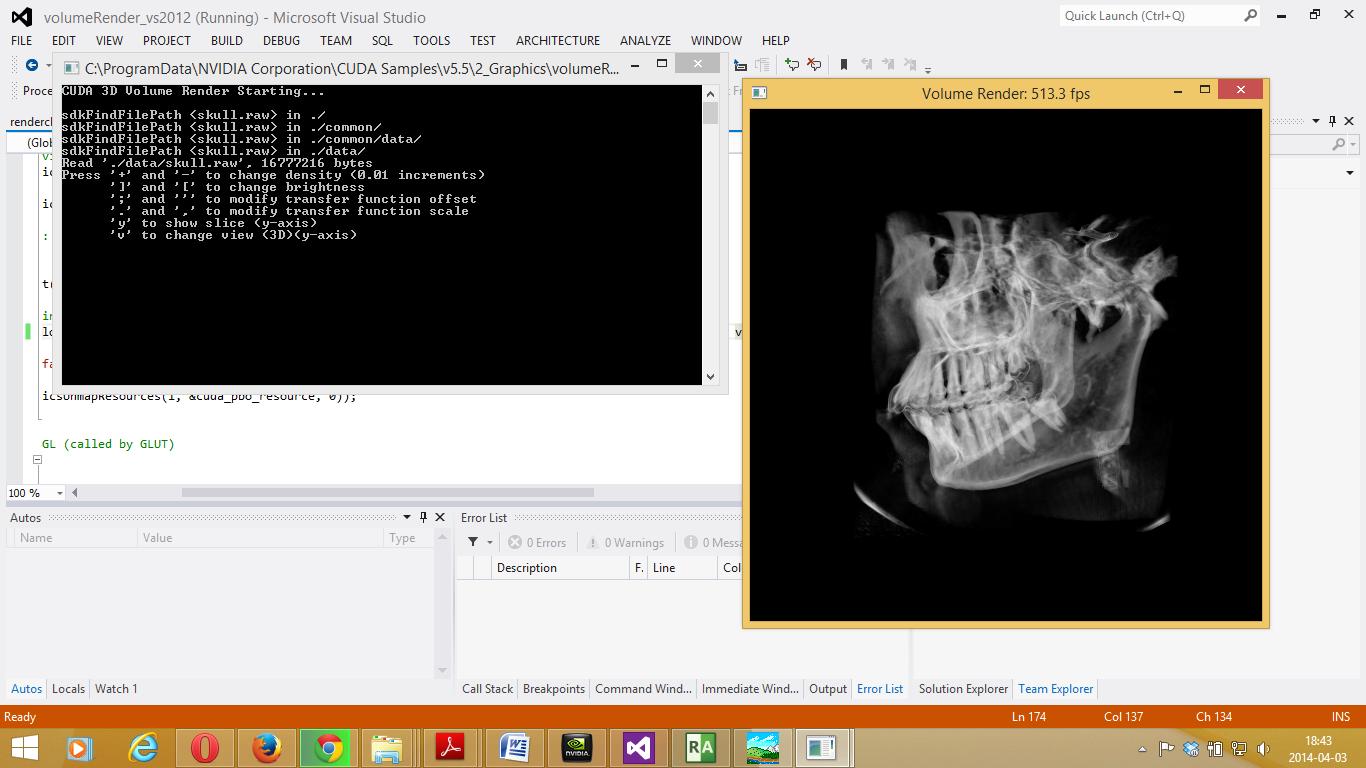 volumeRender_vs2012 (Running) - Microsoft Visual Studio
Quick Launch (Ctrl+Q)
FILE EDIT VIEW PROJECT BUILD DEBUG TEAM SQL TOOLS TEST ARCHITECTURE ANALYZE WINDOW HELP
C:\ProgramData\NVIDIA Corporation\CUDA Samples\v5.5\2_Graphics\volumeR...
CUDA 3D Volume Render Starting...
sdkFindFilePath <skull.raw> in ./
sdkFindFilePath <skull.raw> in ./common/
sdkFindFilePath <skull.raw> in ./common/data/
sdkFindFilePath <skull.raw> in ./data/
Read './data/skull.raw', 16777216 bytes
Press '+' and '-' to change density (0.01 increments)
']' and '[' to change brightness
';' and ''' to modify transfer function offset
'.' and ',' to modify transfer function scale
'y' to show slice (y-axis)
'v' to change view (3D)(y-axis)
Volume Render: 513.3 fps
icsUnmapResources(1, &cuda_pbo_resource, 0));
GL (called by GLUT)
100 %
Autos
Name Value Type
Error List
0 Errors 0 Warnings
Description F. Line
Autos Locals Watch 1
Call Stack Breakpoints Command Wind... Immediate Wind... Output Error List
Solution Explorer Team Explorer
Ready Ln 174 Col 137 Ch 134 INS
NVIDIA
RA
18:43
2014-04-03